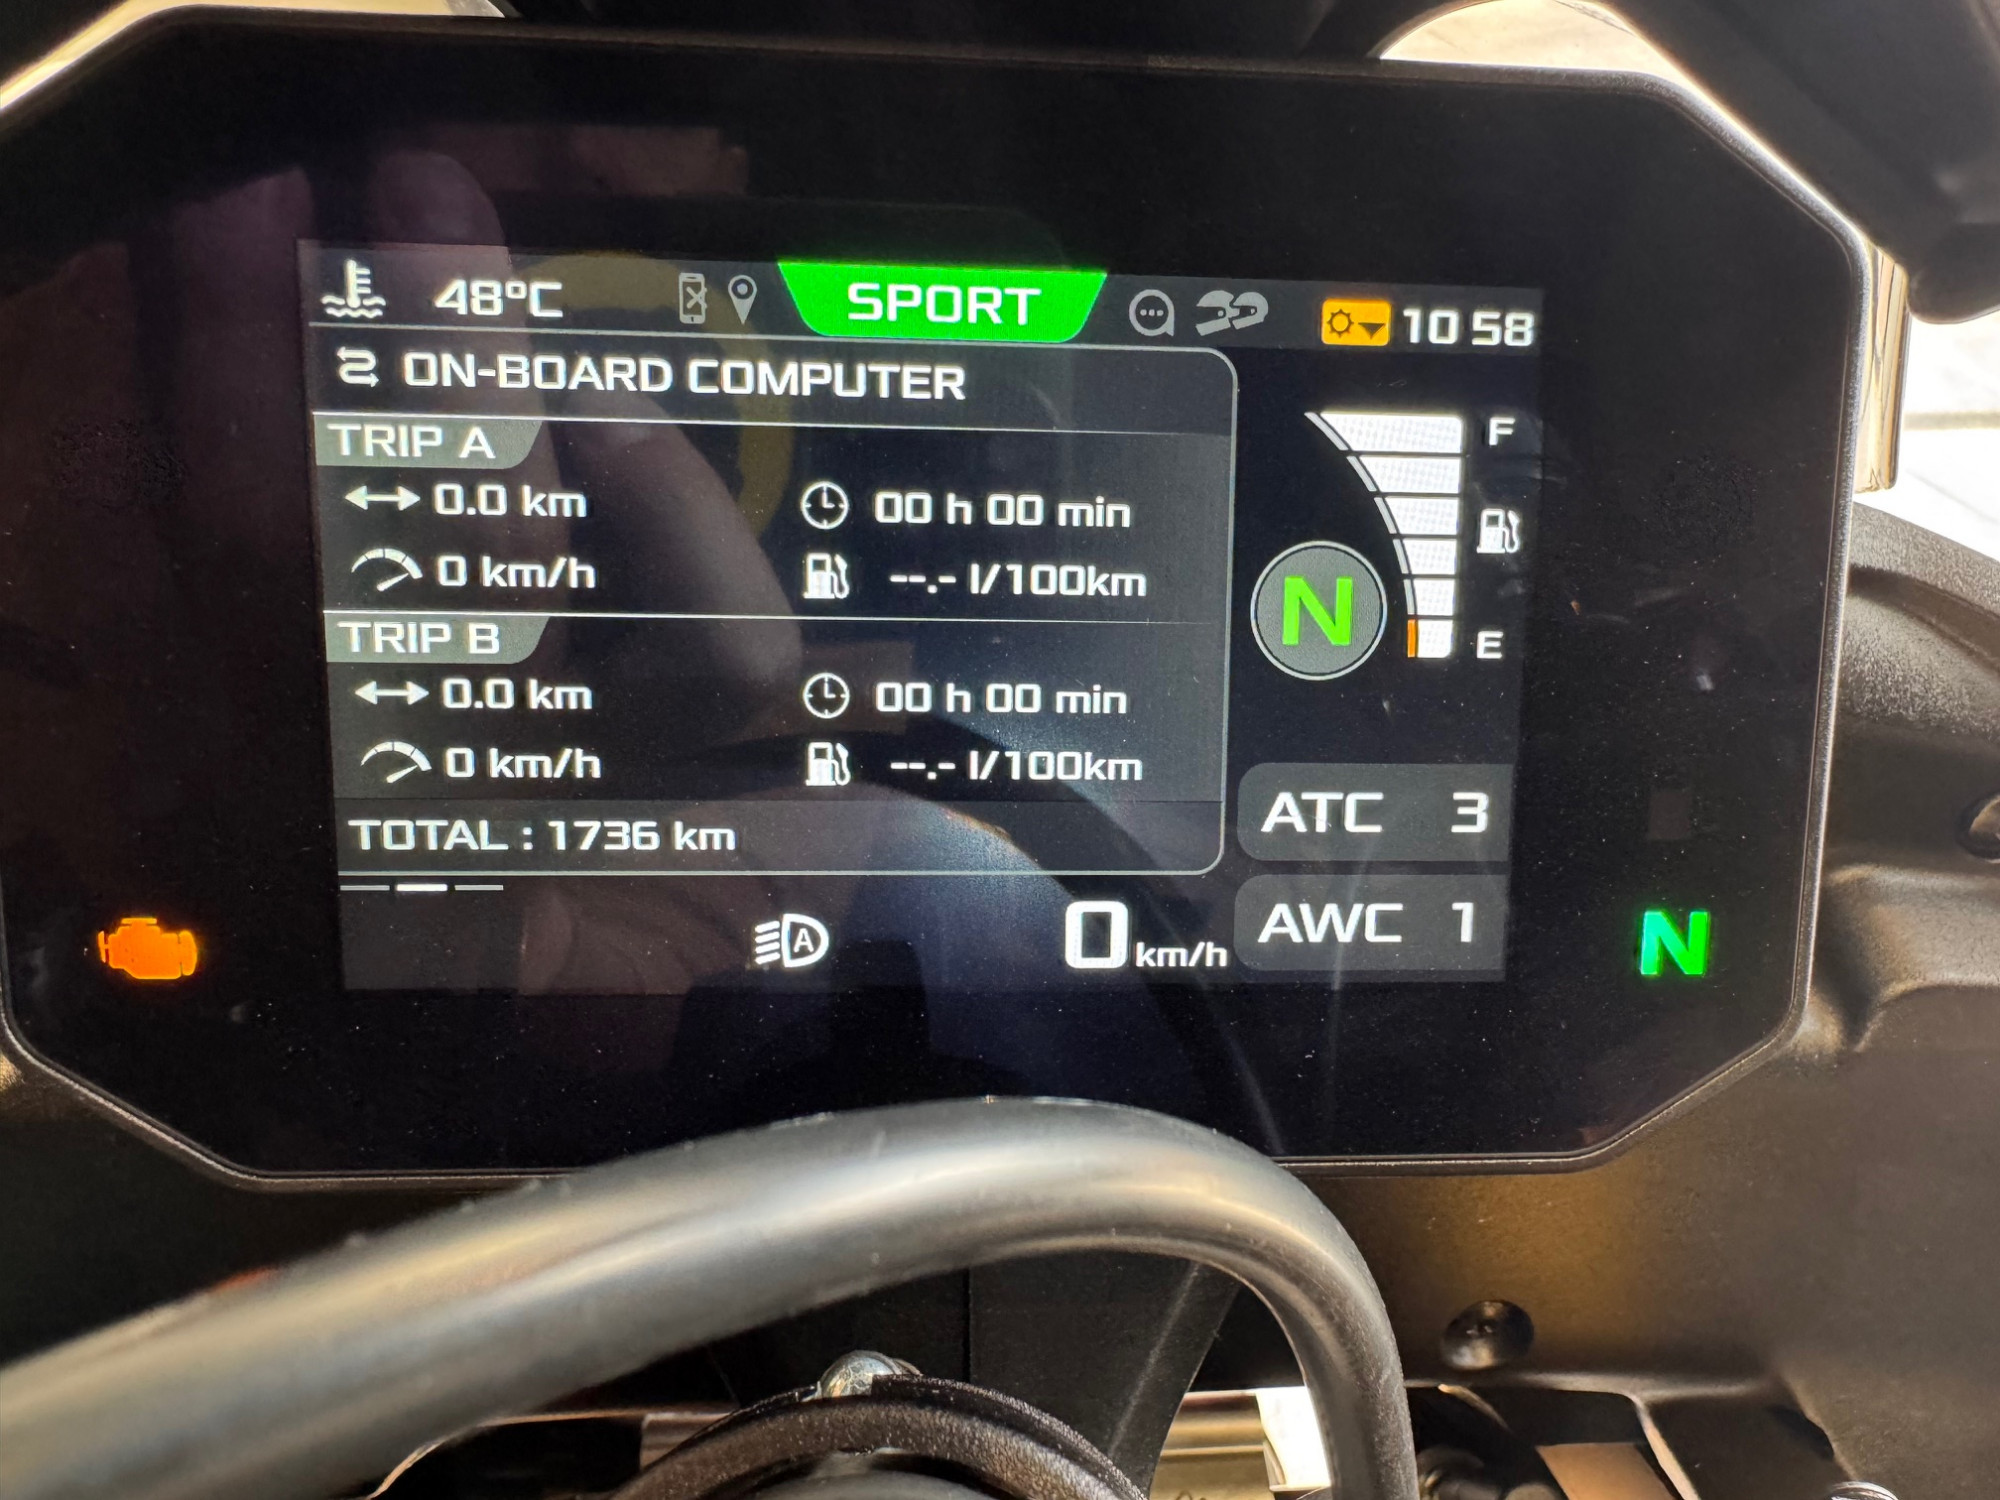 48°C
SPORT
10 58
ON-BOARD COMPUTER
TRIP A
0.0 km
00 h 00 min
0 km/h
--.- l/100km
TRIP B
0.0 km
00 h 00 min
0 km/h
--.- l/100km
TOTAL : 1736 km
F
N
E
ATC 3
AWC 1
A
0 km/h
N